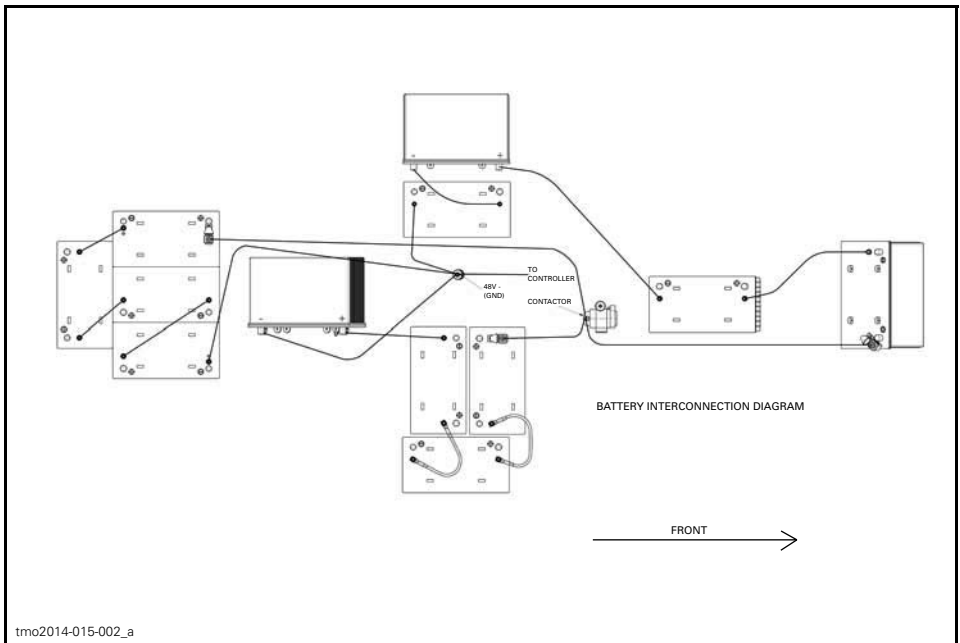 TO
CONTROLLER
48V -
(GND)
CONTACTOR
BATTERY INTERCONNECTION DIAGRAM
FRONT
tmo2014-015-002_a